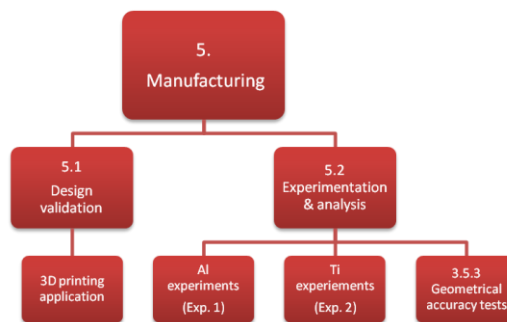 5.
Manufacturing
5.1
Design
validation
5.2
Experimentation
& analysis
3D printing
application
Al
experiments
(Exp. 1)
Ti
experiements
(Exp. 2)
3.5.3
Geometrical
accuracy tests